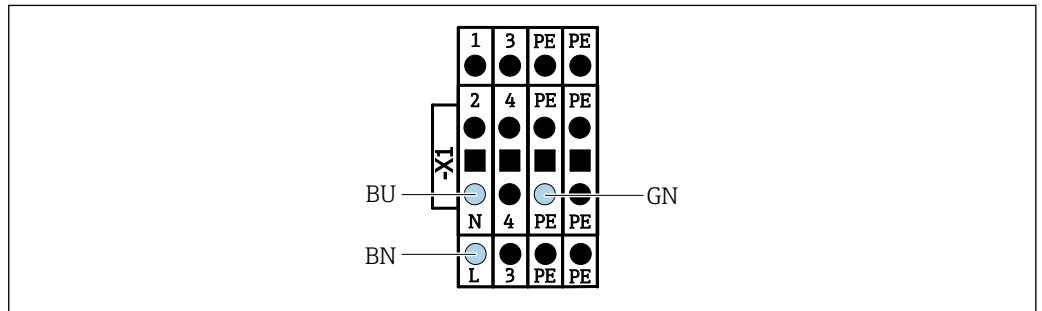 1 3 PE PE
2 4 PE PE
-X1
BU
GN
N 4 PE PE
BN
L 3 PE PE